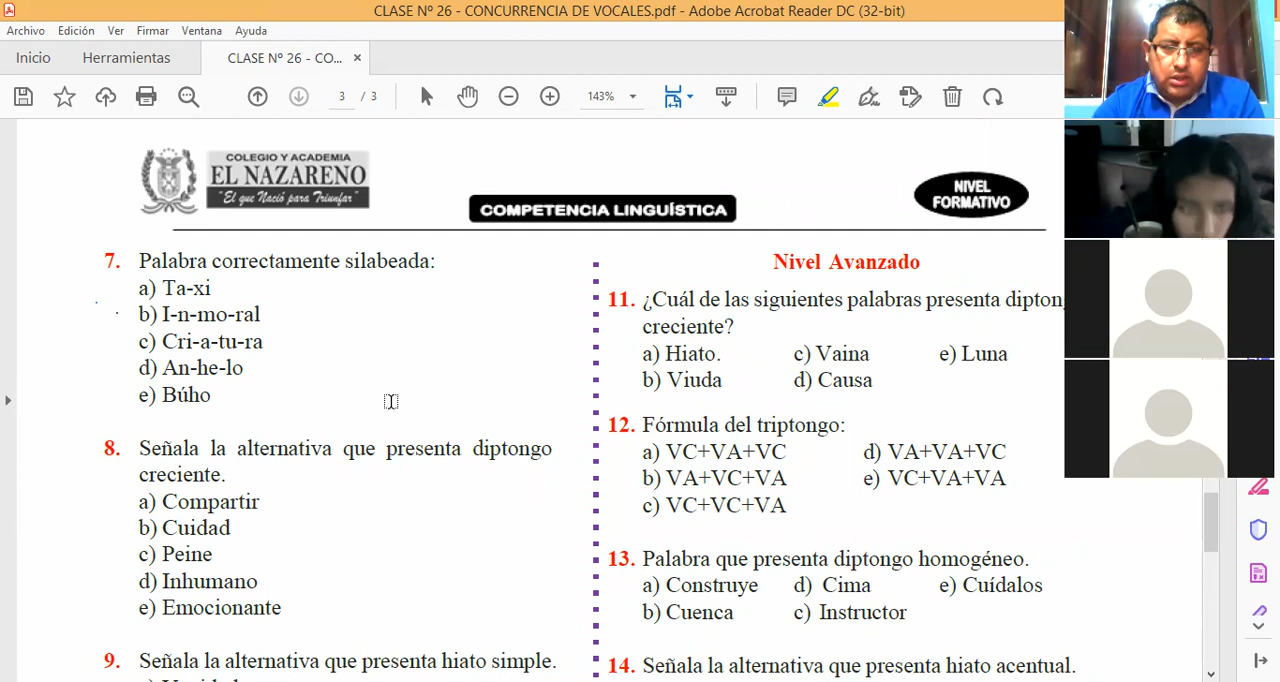 CLASE Nº 26 - CONCURRENCIA DE VOCALES.pdf - Adobe Acrobat Reader DC (32-bit)
Archivo Edición Ver Firmar Ventana Ayuda
Inicio Herramientas CLASE Nº 26 - CO... ×
3 / 3 143%
COLEGIO Y ACADEMIA
EL NAZARENO
"El que Nació para Triunfar"
COMPETENCIA LINGUÍSTICA
NIVEL
FORMATIVO
7. Palabra correctamente silabeada:
a) Ta-xi
b) I-n-mo-ral
c) Cri-a-tu-ra
d) An-he-lo
e) Búho
8. Señala la alternativa que presenta diptongo
creciente.
a) Compartir
b) Cuidad
c) Peine
d) Inhumano
e) Emocionante
9. Señala la alternativa que presenta hiato simple.
Nivel Avanzado
11. ¿Cuál de las siguientes palabras presenta dipton
creciente?
a) Hiato. c) Vaina e) Luna
b) Viuda d) Causa
12. Fórmula del triptongo:
a) VC+VA+VC d) VA+VA+VC
b) VA+VC+VA e) VC+VA+VA
c) VC+VC+VA
13. Palabra que presenta diptongo homogéneo.
a) Construye d) Cima e) Cuídalos
b) Cuenca c) Instructor
14. Señala la alternativa que presenta hiato acentual.